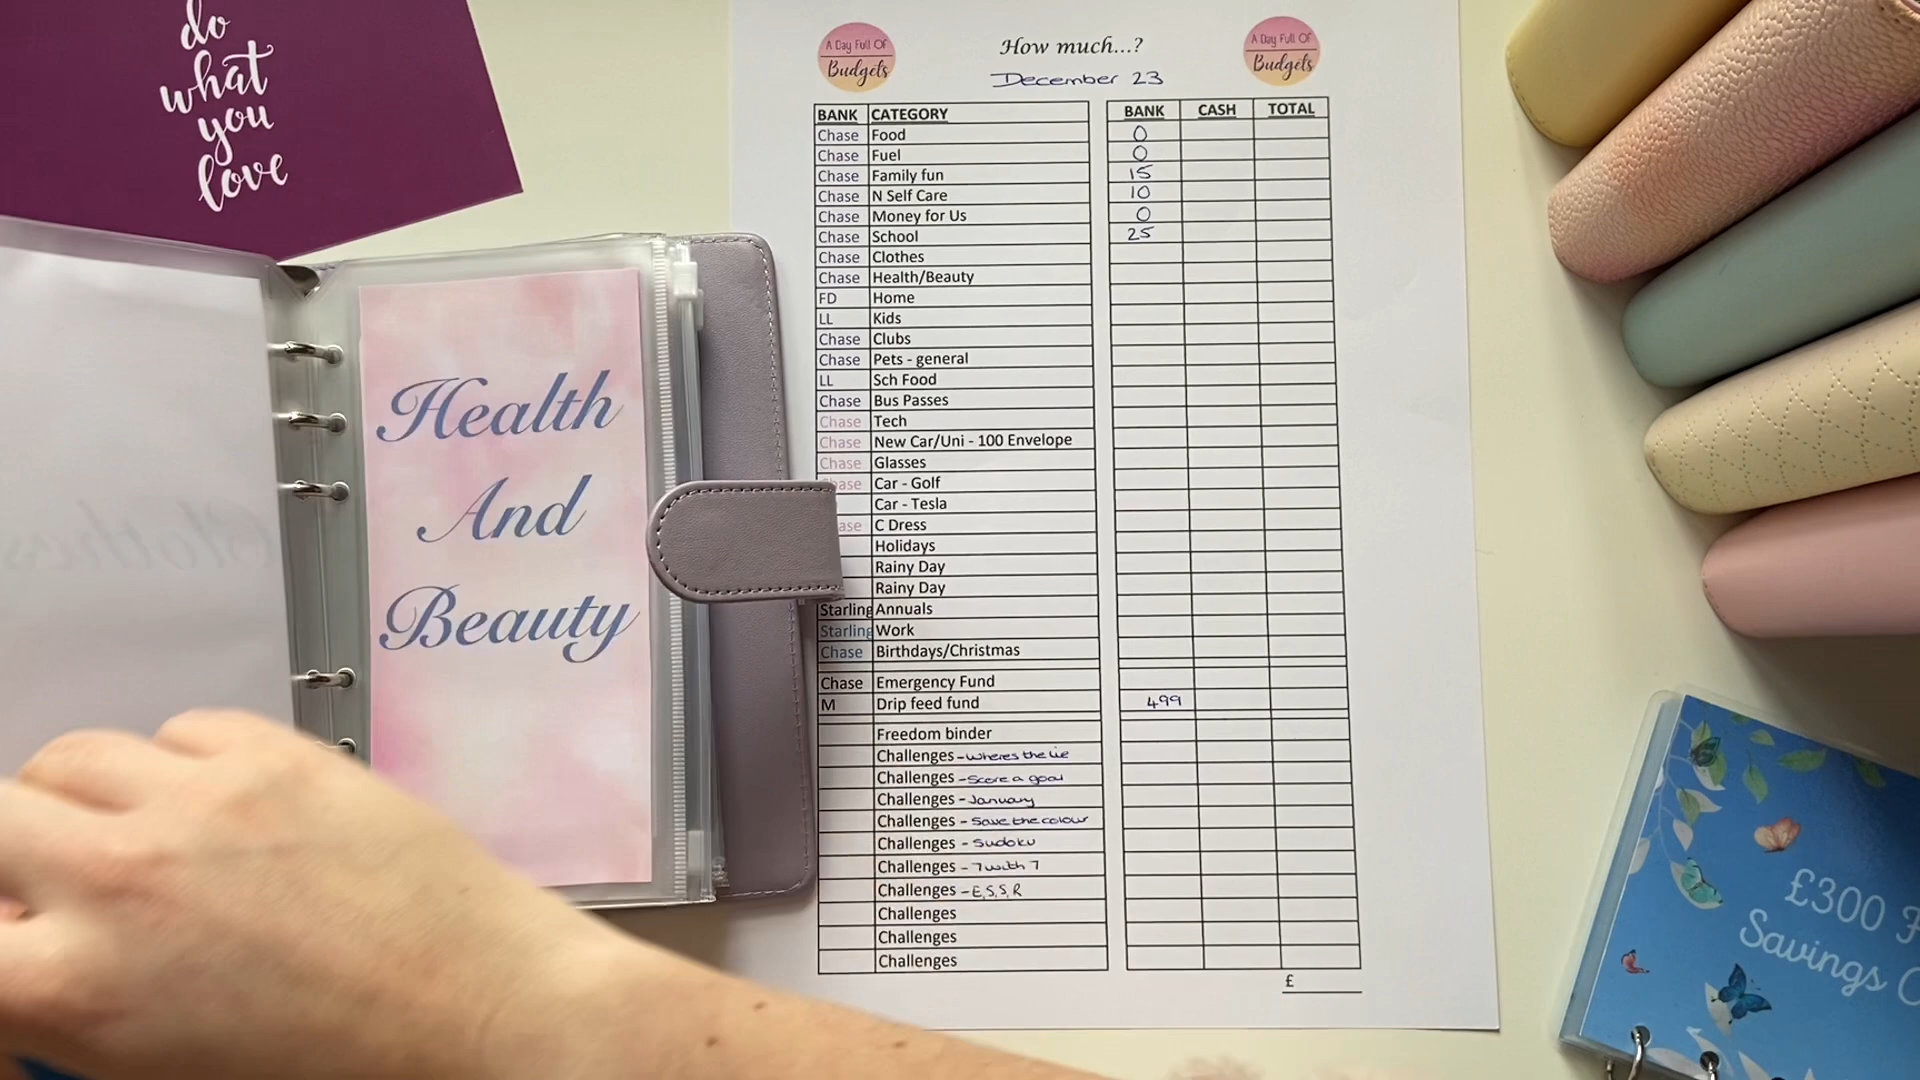 do
what
you
love
Health
And
Beauty
A Day Full Of
Budgets
How much...?
December 23
A Day Full Of
Budgets
BANK CATEGORY BANK CASH TOTAL
Chase Food 0
Chase Fuel 0
Chase Family fun 15
Chase N Self Care 10
Chase Money for Us 0
Chase School 25
Chase Clothes
Chase Health/Beauty
FD Home
LL Kids
Chase Clubs
Chase Pets - general
LL Sch Food
Chase Bus Passes
Chase Tech
Chase New Car/Uni - 100 Envelope
Chase Glasses
Car - Golf
Car - Tesla
C Dress
Holidays
Rainy Day
Rainy Day
Starling Annuals
Starling Work
Chase Birthdays/Christmas
Chase Emergency Fund
M Drip feed fund 499
Freedom binder
Challenges - Wheres the lie
Challenges - Score a goal
Challenges - January
Challenges - Save the colour
Challenges - Sudoku
Challenges - 7 with 7
Challenges - E,S,S,R
Challenges
Challenges
Challenges
£
£300
Savings